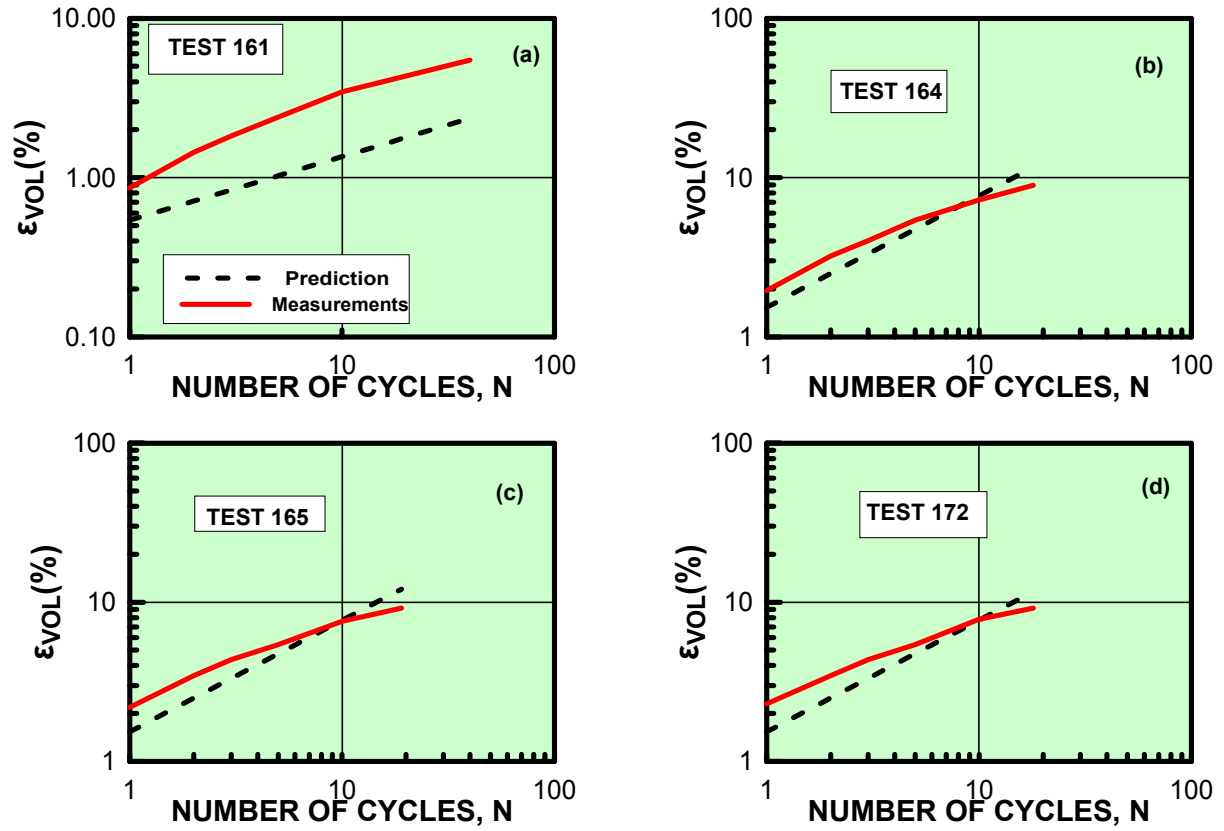 10.00
TEST 161
(a)
εVOL(%)
1.00
Prediction
Measurements
0.10
1
10
100
NUMBER OF CYCLES, N
100
(b)
TEST 164
εVOL(%)
10
1
1
10
100
NUMBER OF CYCLES, N
100
(c)
TEST 165
εVOL(%)
10
1
1
10
100
NUMBER OF CYCLES, N
100
(d)
TEST 172
εVOL(%)
10
1
1
10
100
NUMBER OF CYCLES, N